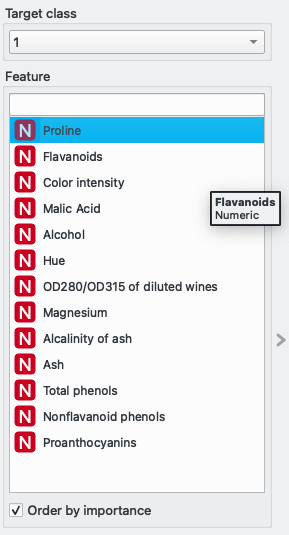 Target class
1
Feature
N Proline
N Flavanoids
N Color intensity
N Malic Acid
Flavanoids
Numeric
N Alcohol
N Hue
N OD280/OD315 of diluted wines
N Magnesium
N Alcalinity of ash
N Ash
N Total phenols
N Nonflavanoid phenols
N Proanthocyanins
Order by importance